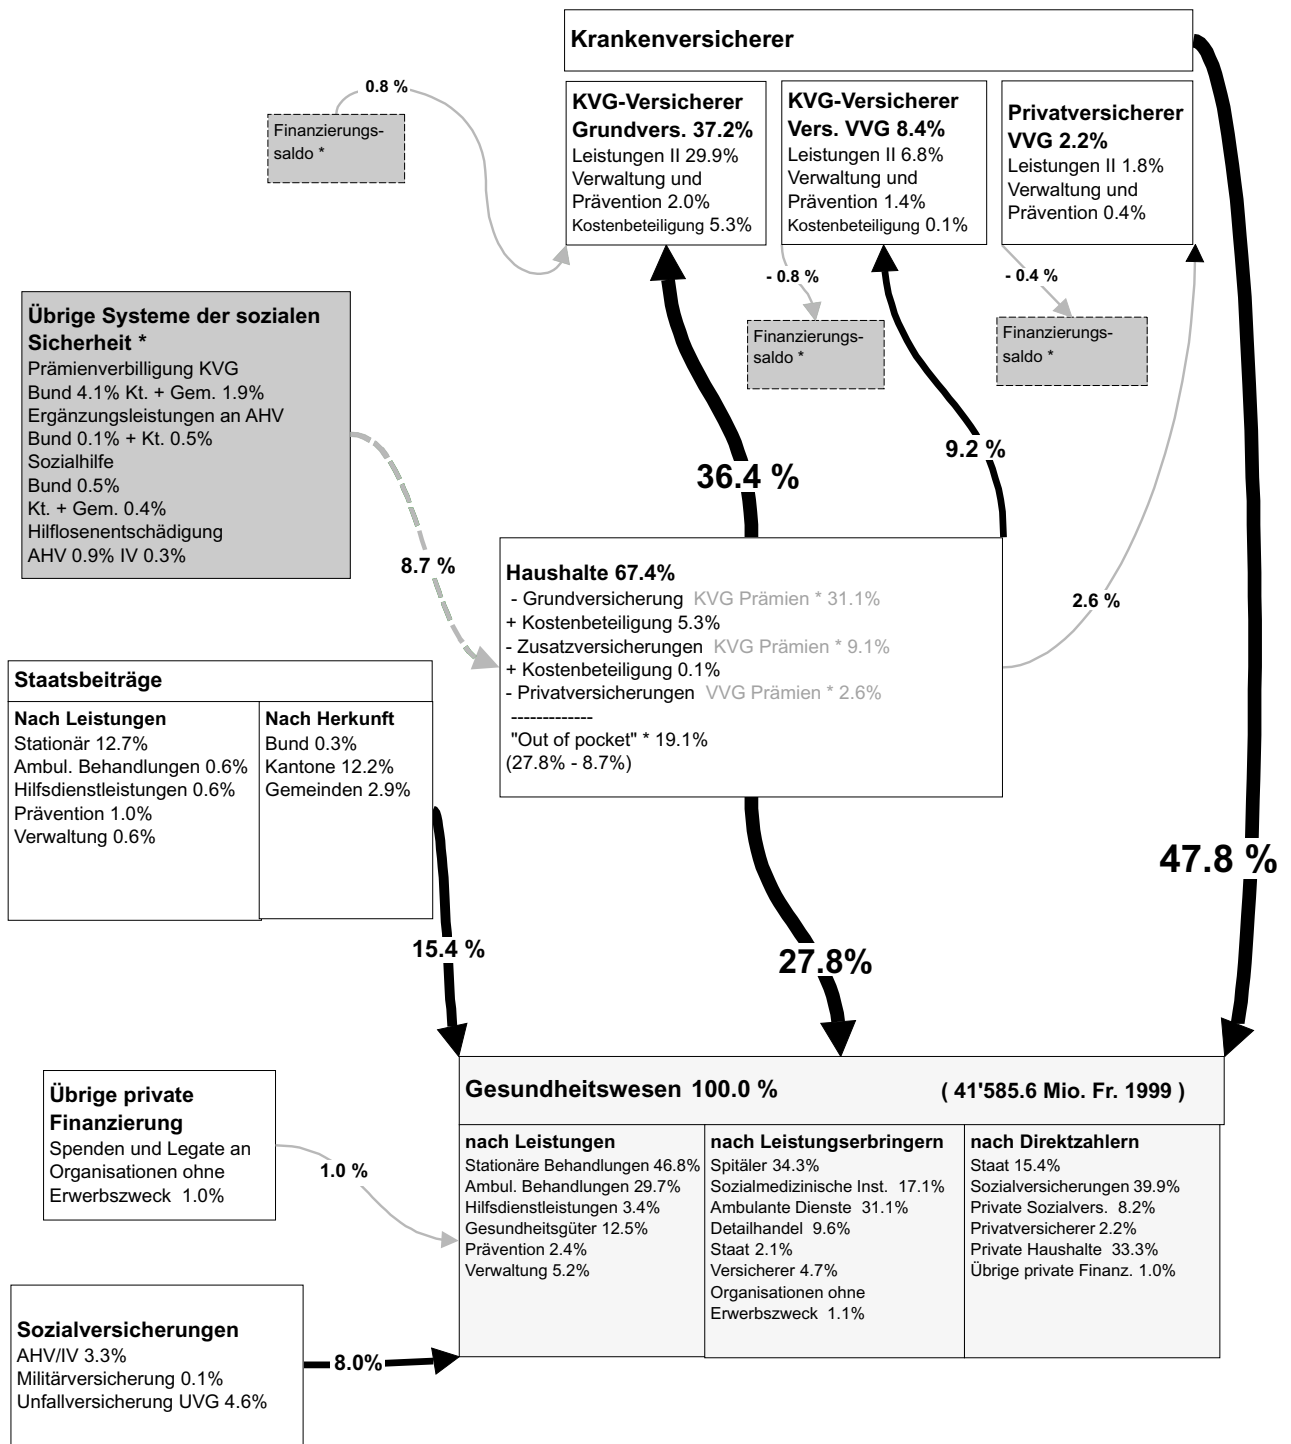 Krankenversicherer
0.8 %
Finanzierungs-
saldo *
KVG-Versicherer
Grundvers. 37.2%
Leistungen II 29.9%
Verwaltung und
Prävention 2.0%
Kostenbeteiligung 5.3%
KVG-Versicherer
Vers. VVG 8.4%
Leistungen II 6.8%
Verwaltung und
Prävention 1.4%
Kostenbeteiligung 0.1%
Privatversicherer
VVG 2.2%
Leistungen II 1.8%
Verwaltung und
Prävention 0.4%
- 0.8 %
- 0.4 %
Finanzierungs-
saldo *
Finanzierungs-
saldo *
Übrige Systeme der sozialen
Sicherheit *
Prämienverbilligung KVG
Bund 4.1% Kt. + Gem. 1.9%
Ergänzungsleistungen an AHV
Bund 0.1% + Kt. 0.5%
Sozialhilfe
Bund 0.5%
Kt. + Gem. 0.4%
Hilflosenentschädigung
AHV 0.9% IV 0.3%
36.4 %
9.2 %
8.7 %
2.6 %
Haushalte 67.4%
- Grundversicherung KVG Prämien * 31.1%
+ Kostenbeteiligung 5.3%
- Zusatzversicherungen KVG Prämien * 9.1%
+ Kostenbeteiligung 0.1%
- Privatversicherungen VVG Prämien * 2.6%
-------------
"Out of pocket" * 19.1%
(27.8% - 8.7%)
Staatsbeiträge
Nach Leistungen
Stationär 12.7%
Ambul. Behandlungen 0.6%
Hilfsdienstleistungen 0.6%
Prävention 1.0%
Verwaltung 0.6%
Nach Herkunft
Bund 0.3%
Kantone 12.2%
Gemeinden 2.9%
47.8 %
15.4 %
27.8%
Übrige private
Finanzierung
Spenden und Legate an
Organisationen ohne
Erwerbszweck 1.0%
1.0 %
Gesundheitswesen 100.0 % ( 41'585.6 Mio. Fr. 1999 )
nach Leistungen
Stationäre Behandlungen 46.8%
Ambul. Behandlungen 29.7%
Hilfsdienstleistungen 3.4%
Gesundheitsgüter 12.5%
Prävention 2.4%
Verwaltung 5.2%
nach Leistungserbringern
Spitäler 34.3%
Sozialmedizinische Inst. 17.1%
Ambulante Dienste 31.1%
Detailhandel 9.6%
Staat 2.1%
Versicherer 4.7%
Organisationen ohne
Erwerbszweck 1.1%
nach Direktzahlern
Staat 15.4%
Sozialversicherungen 39.9%
Private Sozialvers. 8.2%
Privatversicherer 2.2%
Private Haushalte 33.3%
Übrige private Finanz. 1.0%
Sozialversicherungen
AHV/IV 3.3%
Militärversicherung 0.1%
Unfallversicherung UVG 4.6%
8.0%